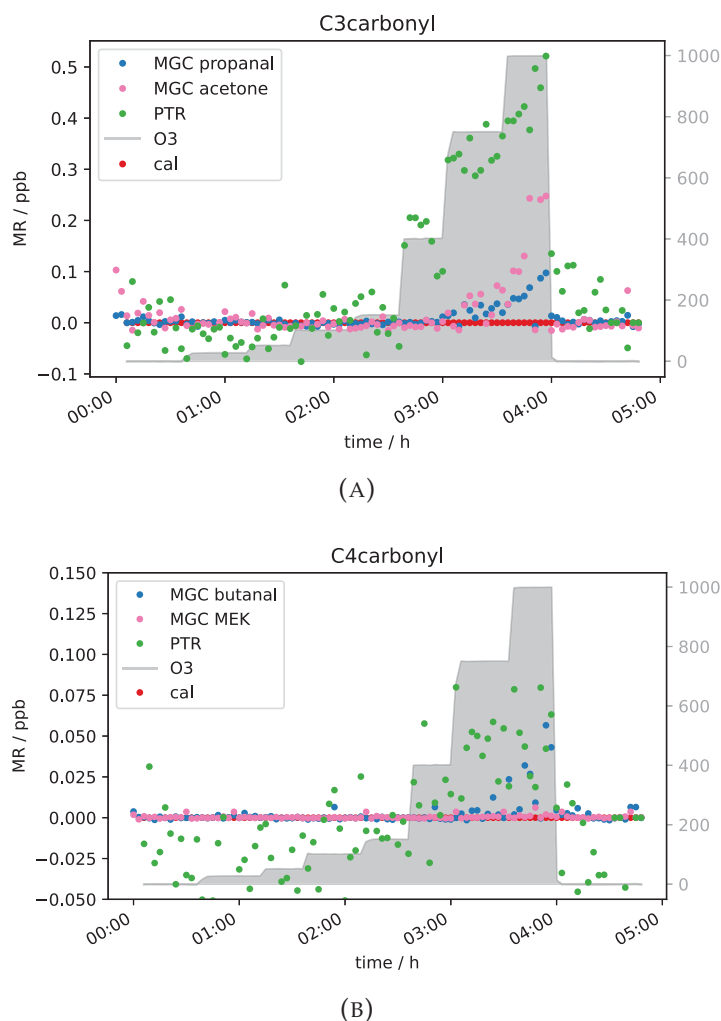 C3carbonyl
MGC propanal
MGC acetone
PTR
O3
cal
MR / ppb
0.5
0.4
0.3
0.2
0.1
0.0
−0.1
1000
800
600
400
200
0
00:00
01:00
02:00
03:00
04:00
05:00
time / h
(A)
C4carbonyl
MGC butanal
MGC MEK
PTR
O3
cal
MR / ppb
0.150
0.125
0.100
0.075
0.050
0.025
0.000
−0.025
−0.050
1000
800
600
400
200
0
00:00
01:00
02:00
03:00
04:00
05:00
time / h
(B)